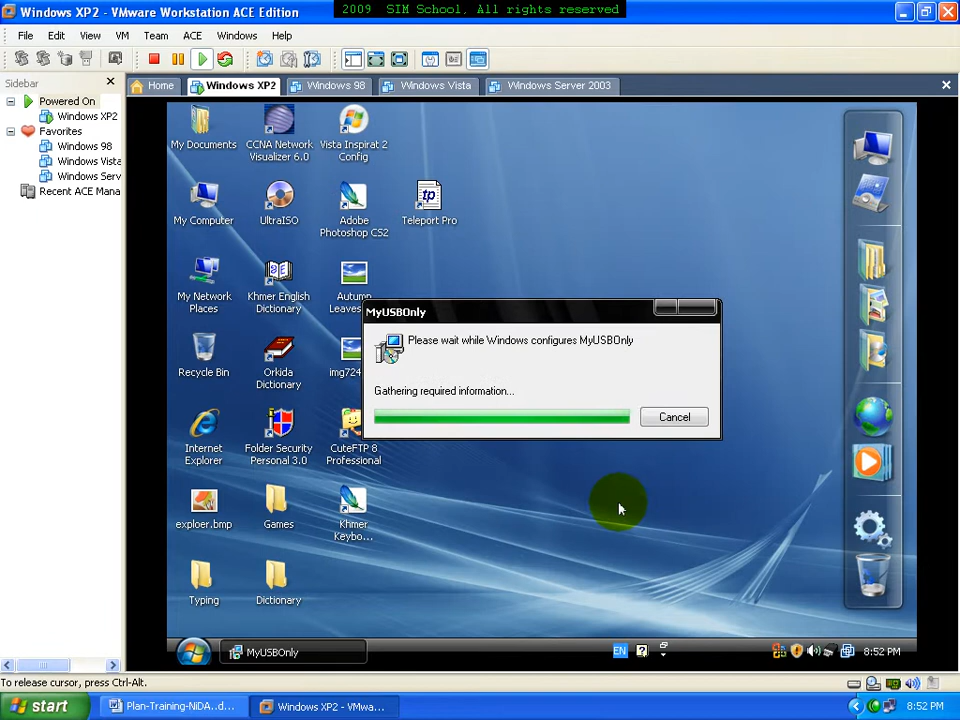 Windows XP2 - VMware Workstation ACE Edition
2009 SIM School, All rights reserved
File Edit View VM Team ACE Windows Help
Sidebar
Home
Windows XP2
Windows 98
Windows Vista
Windows Server 2003
Powered On
Windows XP2
Favorites
Windows 98
Windows Vista
Windows Serv
Recent ACE Mana
My Documents
CCNA Network
Visualizer 6.0
Vista Inspirat 2
Config
My Computer
UltraISO
Adobe
Photoshop CS2
tp
Teleport Pro
My Network
Places
Khmer English
Dictionary
Autumn
Leaves
Recycle Bin
Orkida
Dictionary
img724
Internet
Explorer
Folder Security
Personal 3.0
CuteFTP 8
Professional
exploer.bmp
Games
Khmer
Keybo...
Typing
Dictionary
MyUSBOnly
Please wait while Windows configures MyUSBOnly
Gathering required information...
Cancel
MyUSBOnly
EN
8:52 PM
To release cursor, press Ctrl-Alt.
start
Plan-Training-NiDA..d...
Windows XP2 - VMwa...
8:52 PM